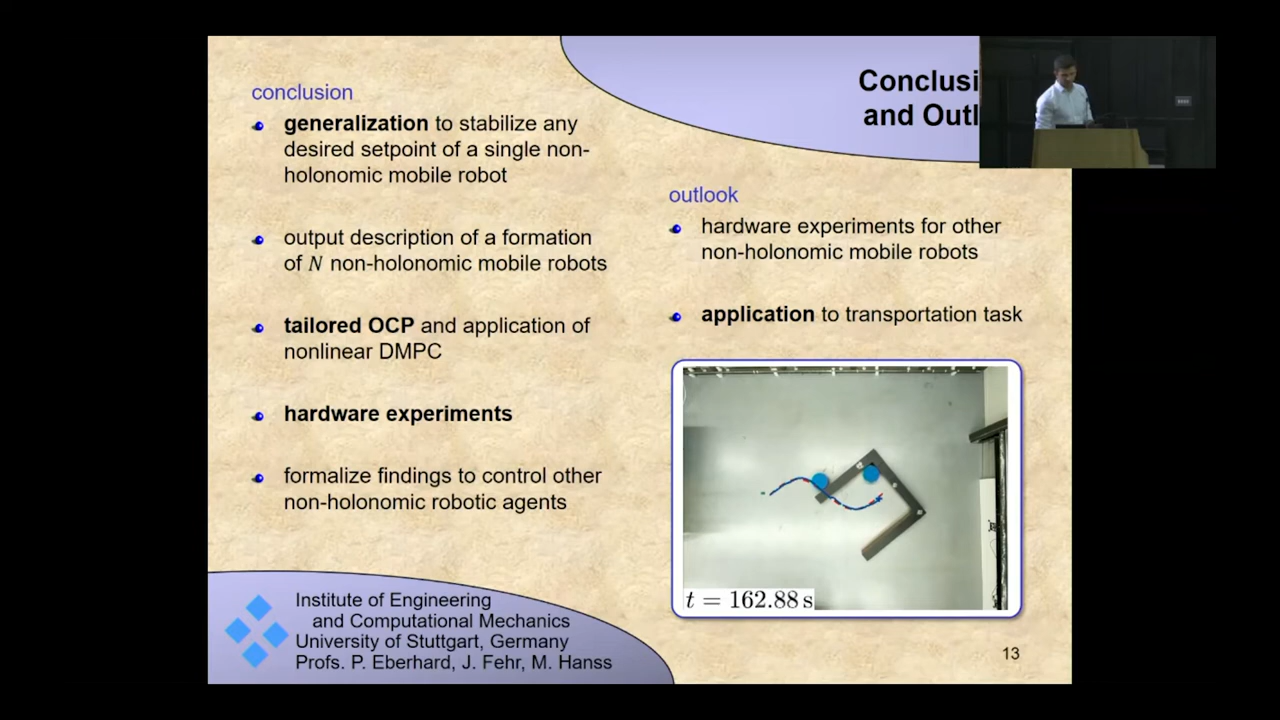 Conclusi
and Outl
conclusion
generalization to stabilize any
desired setpoint of a single non-
holonomic mobile robot
output description of a formation
of N non-holonomic mobile robots
tailored OCP and application of
nonlinear DMPC
hardware experiments
formalize findings to control other
non-holonomic robotic agents
outlook
hardware experiments for other
non-holonomic mobile robots
application to transportation task
t = 162.88 s
Institute of Engineering
and Computational Mechanics
University of Stuttgart, Germany
Profs. P. Eberhard, J. Fehr, M. Hanss
13